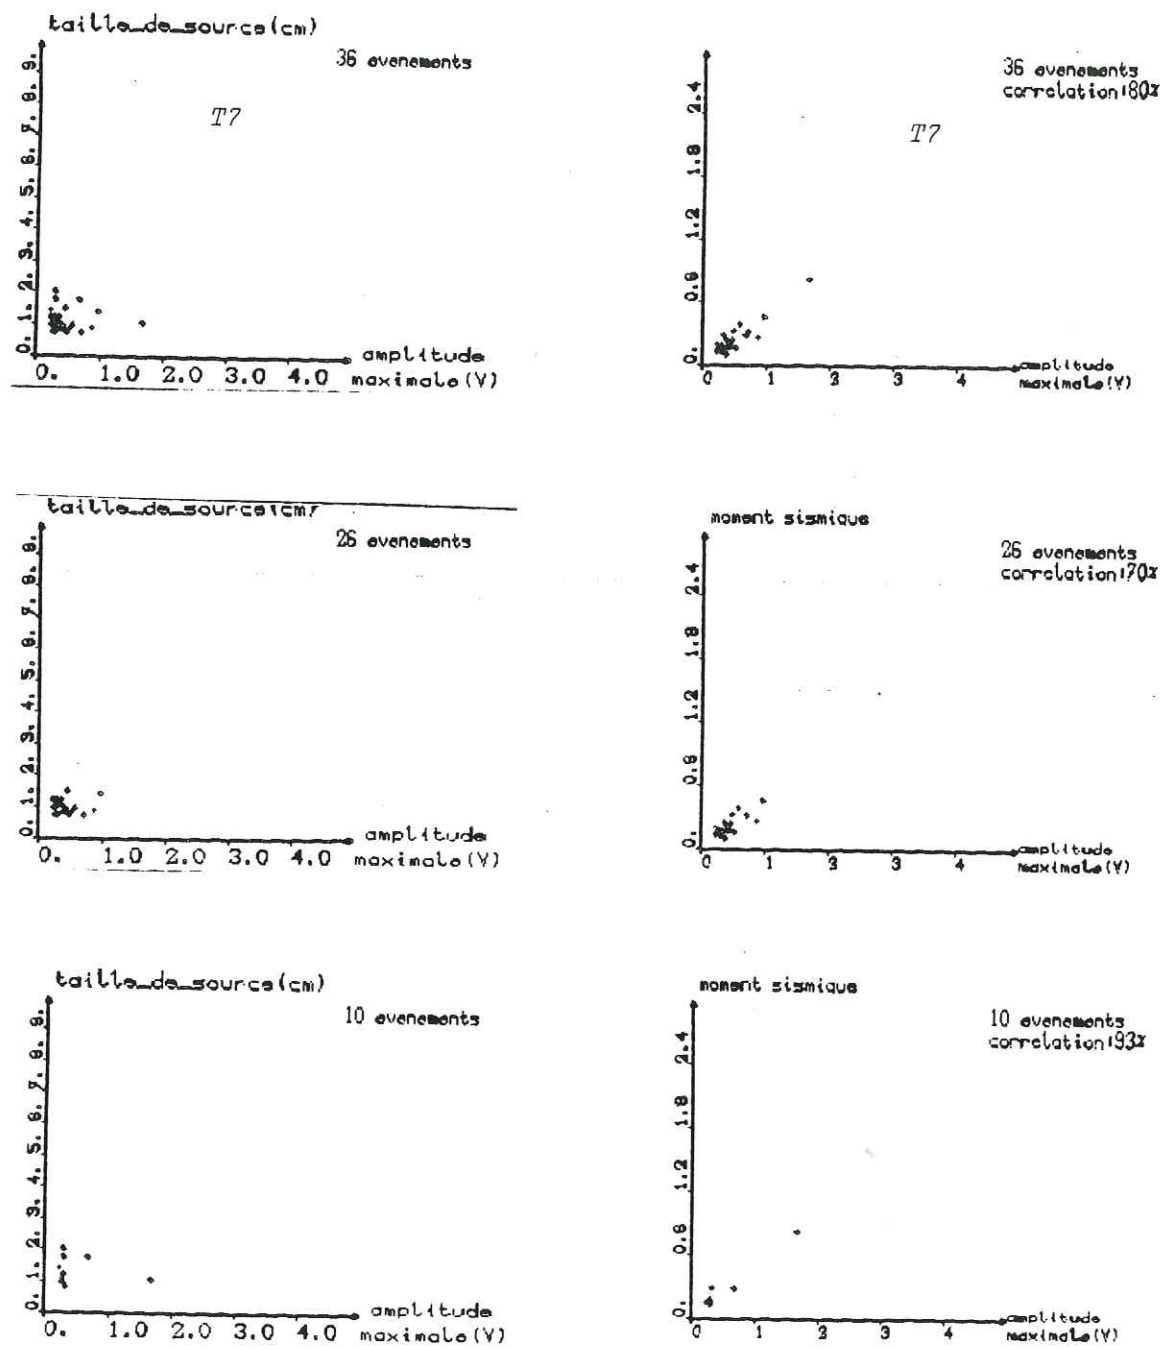 taille_de_source(cm)
36 evenements
T7
0. 1. 2. 3. 4. 5. 6. 7. 8. 9.
0. 1.0 2.0 3.0 4.0
amplitude
maximale(V)
36 evenements
correlation:80%
T7
0. 0.6 1.2 1.8 2.4
0 1 2 3 4
amplitude
maximale(V)
taille_de_source(cm)
26 evenements
0. 1. 2. 3. 4. 5. 6. 7. 8. 9.
0. 1.0 2.0 3.0 4.0
amplitude
maximale(V)
moment sismique
26 evenements
correlation:70%
0. 0.6 1.2 1.8 2.4
0 1 2 3 4
amplitude
maximale(V)
taille_de_source(cm)
10 evenements
0. 1. 2. 3. 4. 5. 6. 7. 8. 9.
0. 1.0 2.0 3.0 4.0
amplitude
maximale(V)
moment sismique
10 evenements
correlation:93%
0. 0.6 1.2 1.8 2.4
0 1 2 3 4
amplitude
maximale(V)